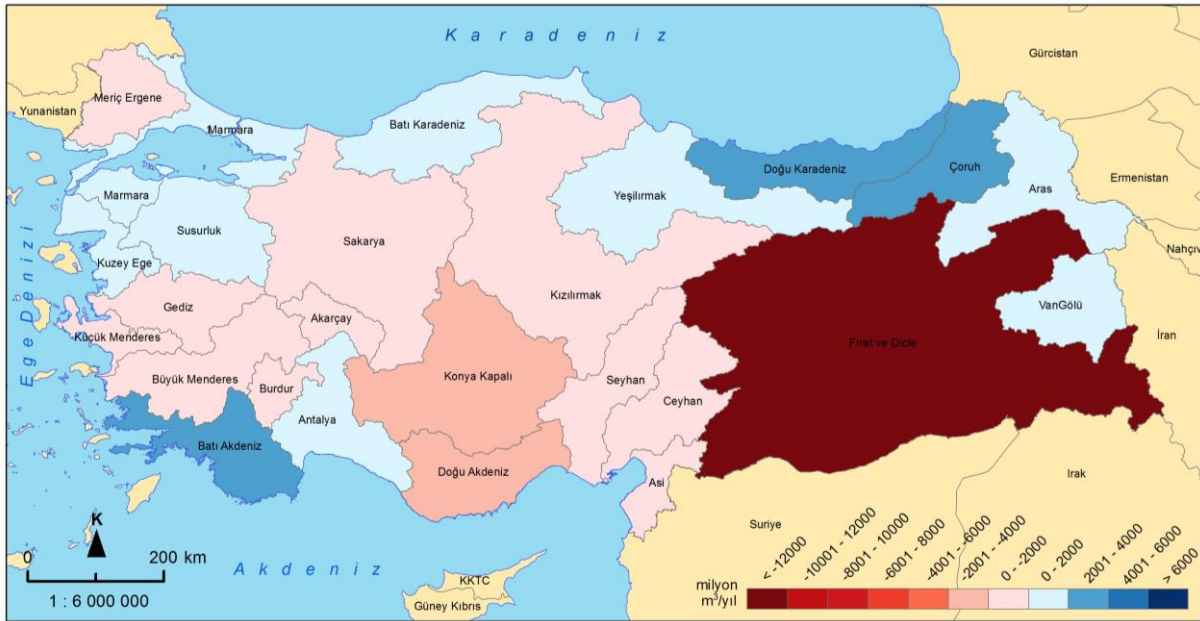 Karadeniz
Gürcistan
Meriç Ergene
Yunanistan
Marmara
Batı Karadeniz
Doğu Karadeniz
Çoruh
Ermenistan
Marmara
Yeşilırmak
Aras
Susurluk
Sakarya
Nahçıv
Kuzey Ege
Ege Denizi
Kızılırmak
Gediz
Akarçay
VanGölü
İran
Küçük Menderes
Fırat ve Dicle
Büyük Menderes
Burdur
Konya Kapalı
Seyhan
Ceyhan
Antalya
Batı Akdeniz
Doğu Akdeniz
Asi
Irak
Suriye
K
0 200 km
1 : 6 000 000
Akdeniz
KKTC
Güney Kıbrıs
milyon
m³/yıl
< -12000
-10001 - 12000
-8001 - 10000
-6001 - 8000
-4001 - -6000
-2001 - -4000
0 - -2000
0 - 2000
2001 - 4000
4001 - 6000
> 6000